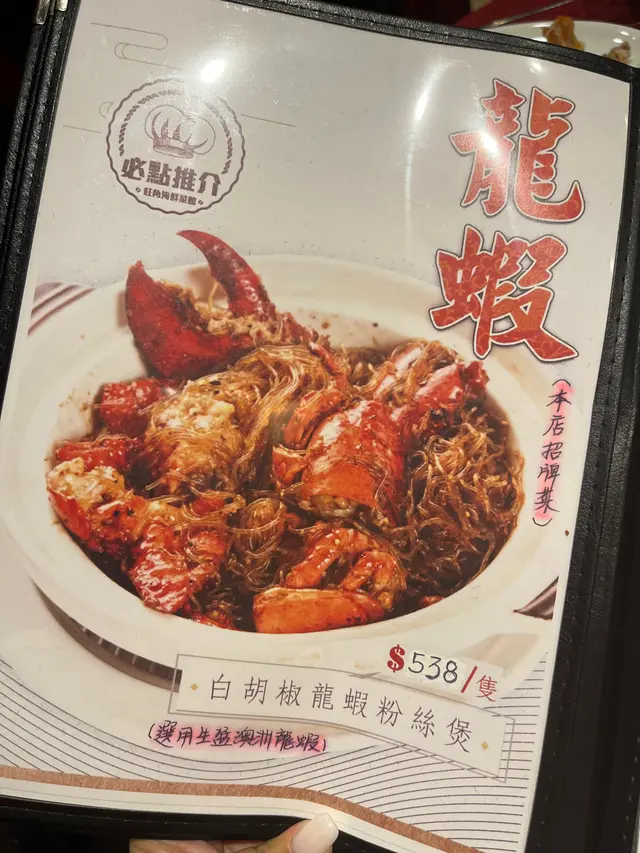 必點推介
旺角海鮮菜館
龍蝦
(本店招牌菜)
$538/隻
白胡椒龍蝦粉絲煲
(選用生猛澳洲龍蝦)